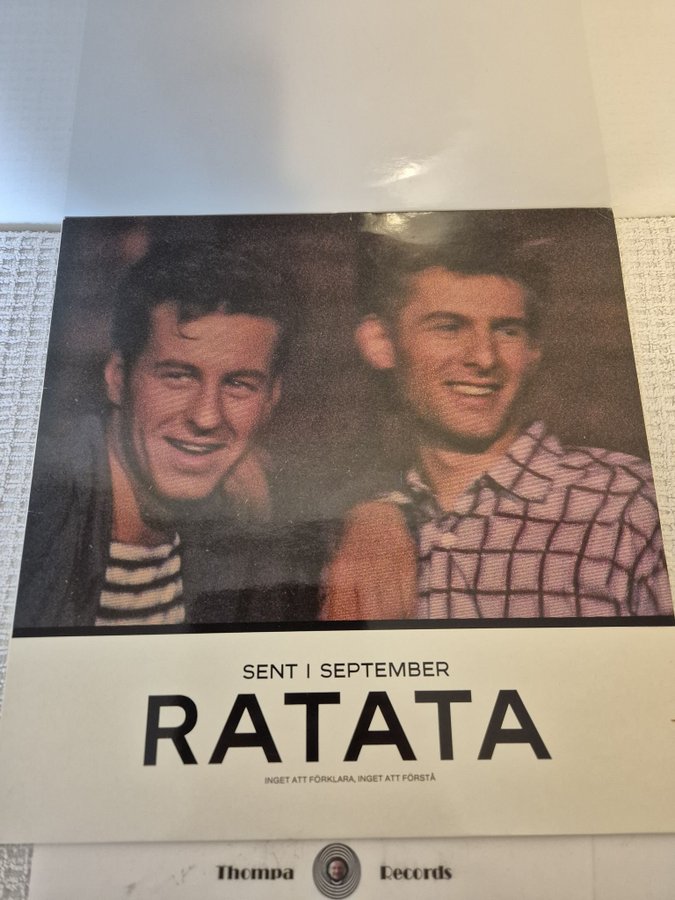 SENT I SEPTEMBER
RATATA
INGET ATT FÖRKLARA, INGET ATT FÖRSTÅ
Thompa Records